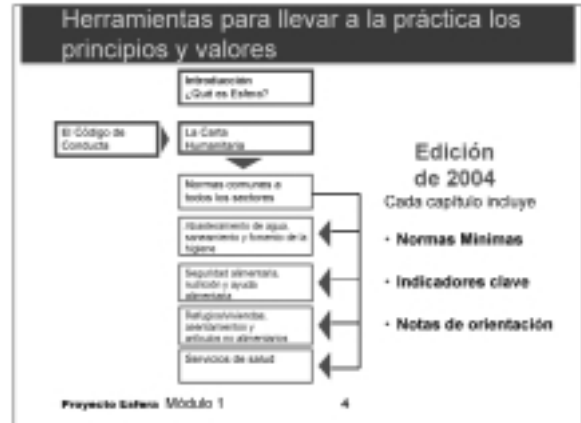 Herramientas para llevar a la práctica los
principios y valores
Introducción
¿Qué es Esfera?
El Código de
Conducta
La Carta
Humanitaria
Normas comunes a
todos los sectores
Abastecimiento de agua,
saneamiento y fomento de la
higiene
Seguridad alimentaria,
nutrición y ayuda
alimentaria
Refugios/viviendas,
asentamientos y
artículos no alimentarios
Servicios de salud
Edición
de 2004
Cada capítulo incluye
· Normas Mínimas
· Indicadores clave
· Notas de orientación
Proyecto Esfera Módulo 1 4